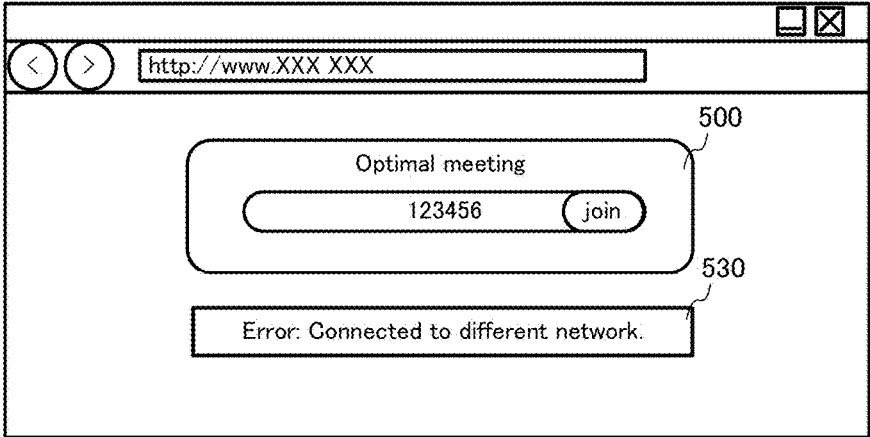 http://www.XXX XXX
500
Optimal meeting
123456 join
530
Error: Connected to different network.